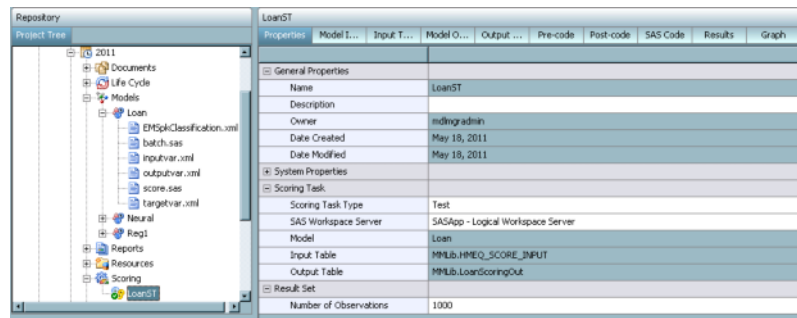 Repository
Project Tree
2011
Documents
Life Cycle
Models
Loan
EMSpkClassification.xml
batch.sas
inputvar.xml
outputvar.xml
score.sas
targetvar.xml
Neural
Reg1
Reports
Resources
Scoring
LoanST
LoanST
Properties Model I... Input T... Model O... Output ... Pre-code Post-code SAS Code Results Graph
General Properties
Name LoanST
Description
Owner mdlmgradmin
Date Created May 18, 2011
Date Modified May 18, 2011
System Properties
Scoring Task
Scoring Task Type Test
SAS Workspace Server SASApp - Logical Workspace Server
Model Loan
Input Table MMLib.HMEQ_SCORE_INPUT
Output Table MMLib.LoanScoringOut
Result Set
Number of Observations 1000